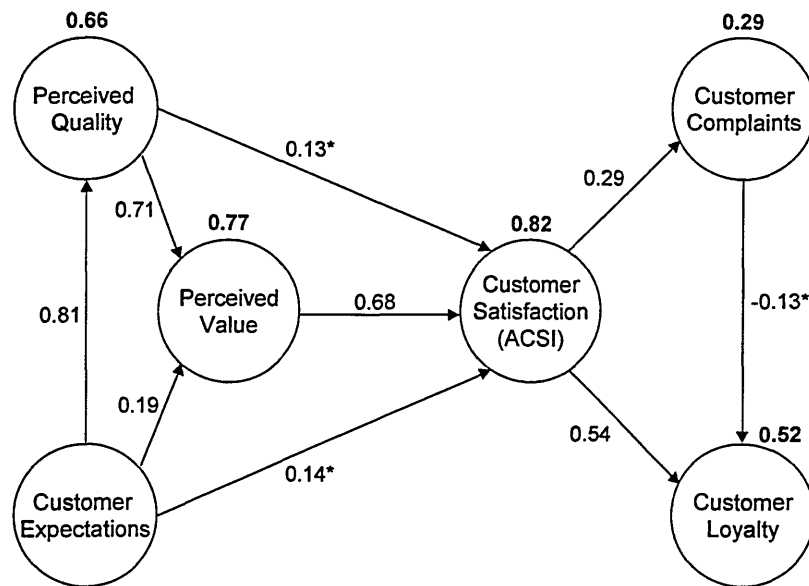 0.66
0.29
Perceived
Quality
Customer
Complaints
0.13*
0.29
0.71
0.77
0.82
Perceived
Value
0.68
Customer
Satisfaction
(ACSI)
0.81
-0.13*
0.19
0.14*
0.54
0.52
Customer
Expectations
Customer
Loyalty